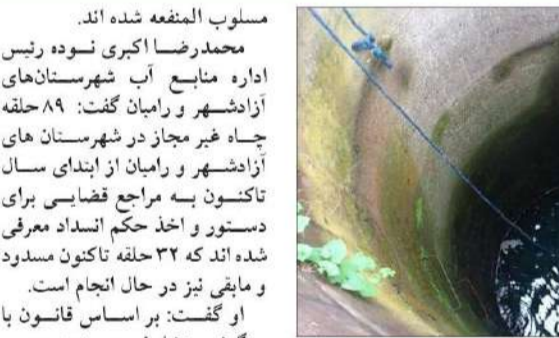 مسلوب المنفعه شده اند.
محمدرضا اکبری نوده رئیس
اداره منابع آب شهرستان‌های
آزادشهر و رامیان گفت: ۸۹ حلقه
چاه غیر مجاز در شهرستان های
آزادشهر و رامیان از ابتدای سال
تاکنون به مراجع قضایی برای
دستور و اخذ حکم انسداد معرفی
شده اند که ۳۲ حلقه تاکنون مسدود
و مابقی نیز در حال انجام است.
او گفت: بر اساس قانون با